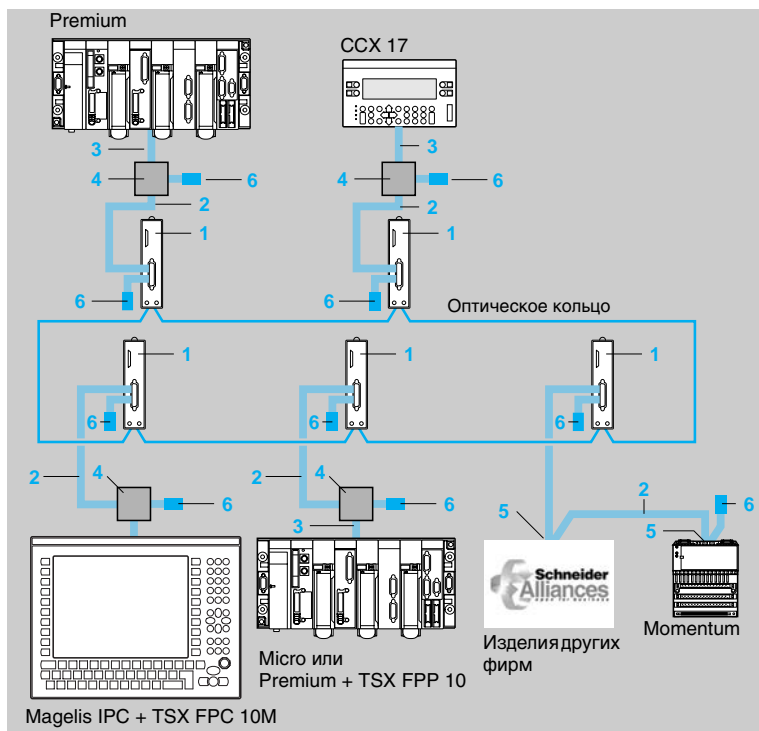 Premium
CCX 17
3
3
4
6
4
6
2
2
1
1
6
6
Оптическое кольцо
1
1
1
6
6
6
2
4
6
2
4
6
3
2
6
5
5
Schneider
Alliances
Momentum
Изделия других
фирм
Micro или
Premium + TSX FPP 10
Magelis IPC + TSX FPC 10M